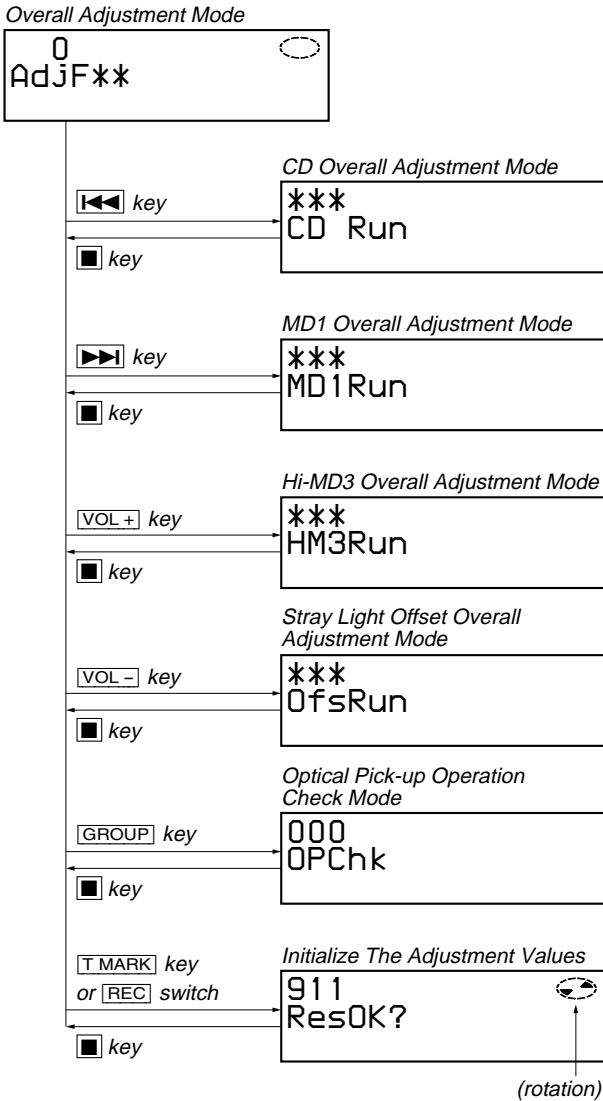 Overall Adjustment Mode
0
AdjF**
CD Overall Adjustment Mode
key
***
CD Run
key
MD1 Overall Adjustment Mode
key
***
MD1Run
key
Hi-MD3 Overall Adjustment Mode
VOL + key
***
HM3Run
key
Stray Light Offset Overall
Adjustment Mode
VOL – key
***
OfsRun
key
Optical Pick-up Operation
Check Mode
GROUP key
000
OPChk
key
Initialize The Adjustment Values
T MARK key
or REC switch
911
ResOK?
key
(rotation)